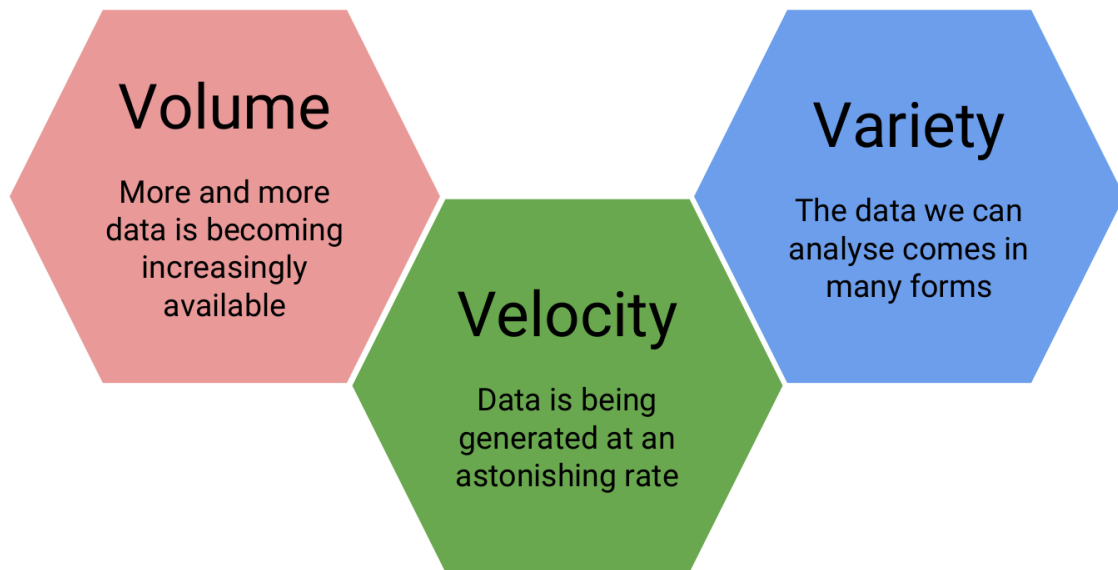 Volume
More and more
data is becoming
increasingly
available
Velocity
Data is being
generated at an
astonishing rate
Variety
The data we can
analyse comes in
many forms